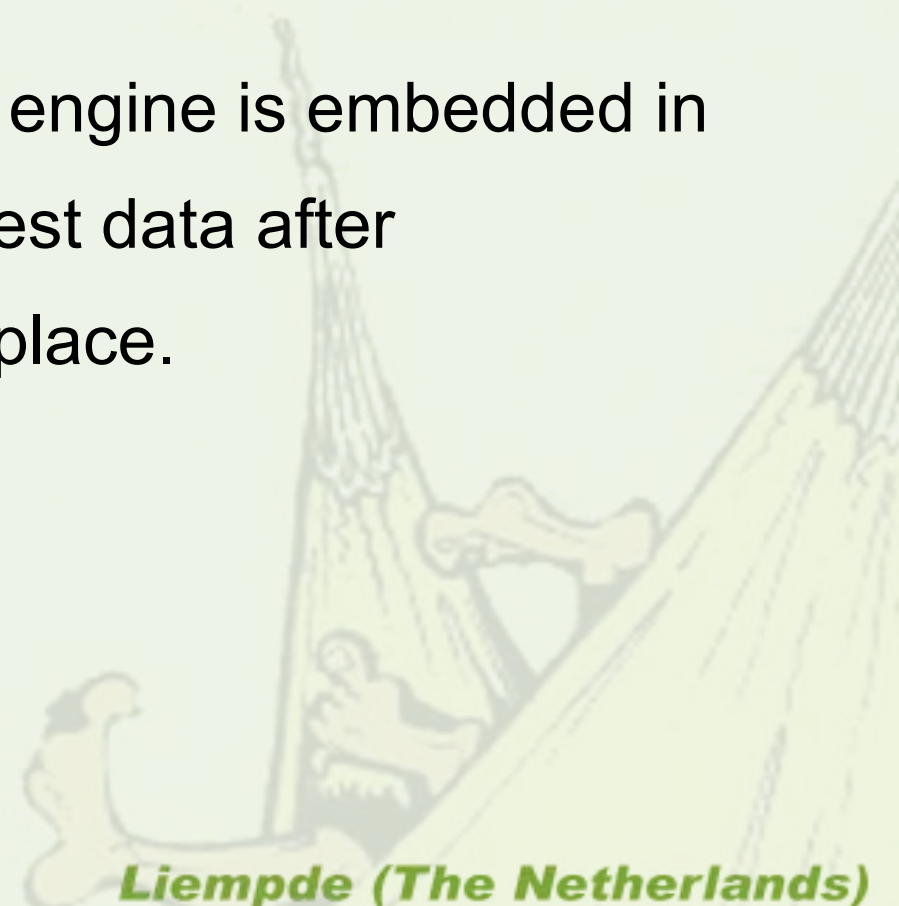 engine is embedded in
est data after
place.
Liempde (The Netherlands)